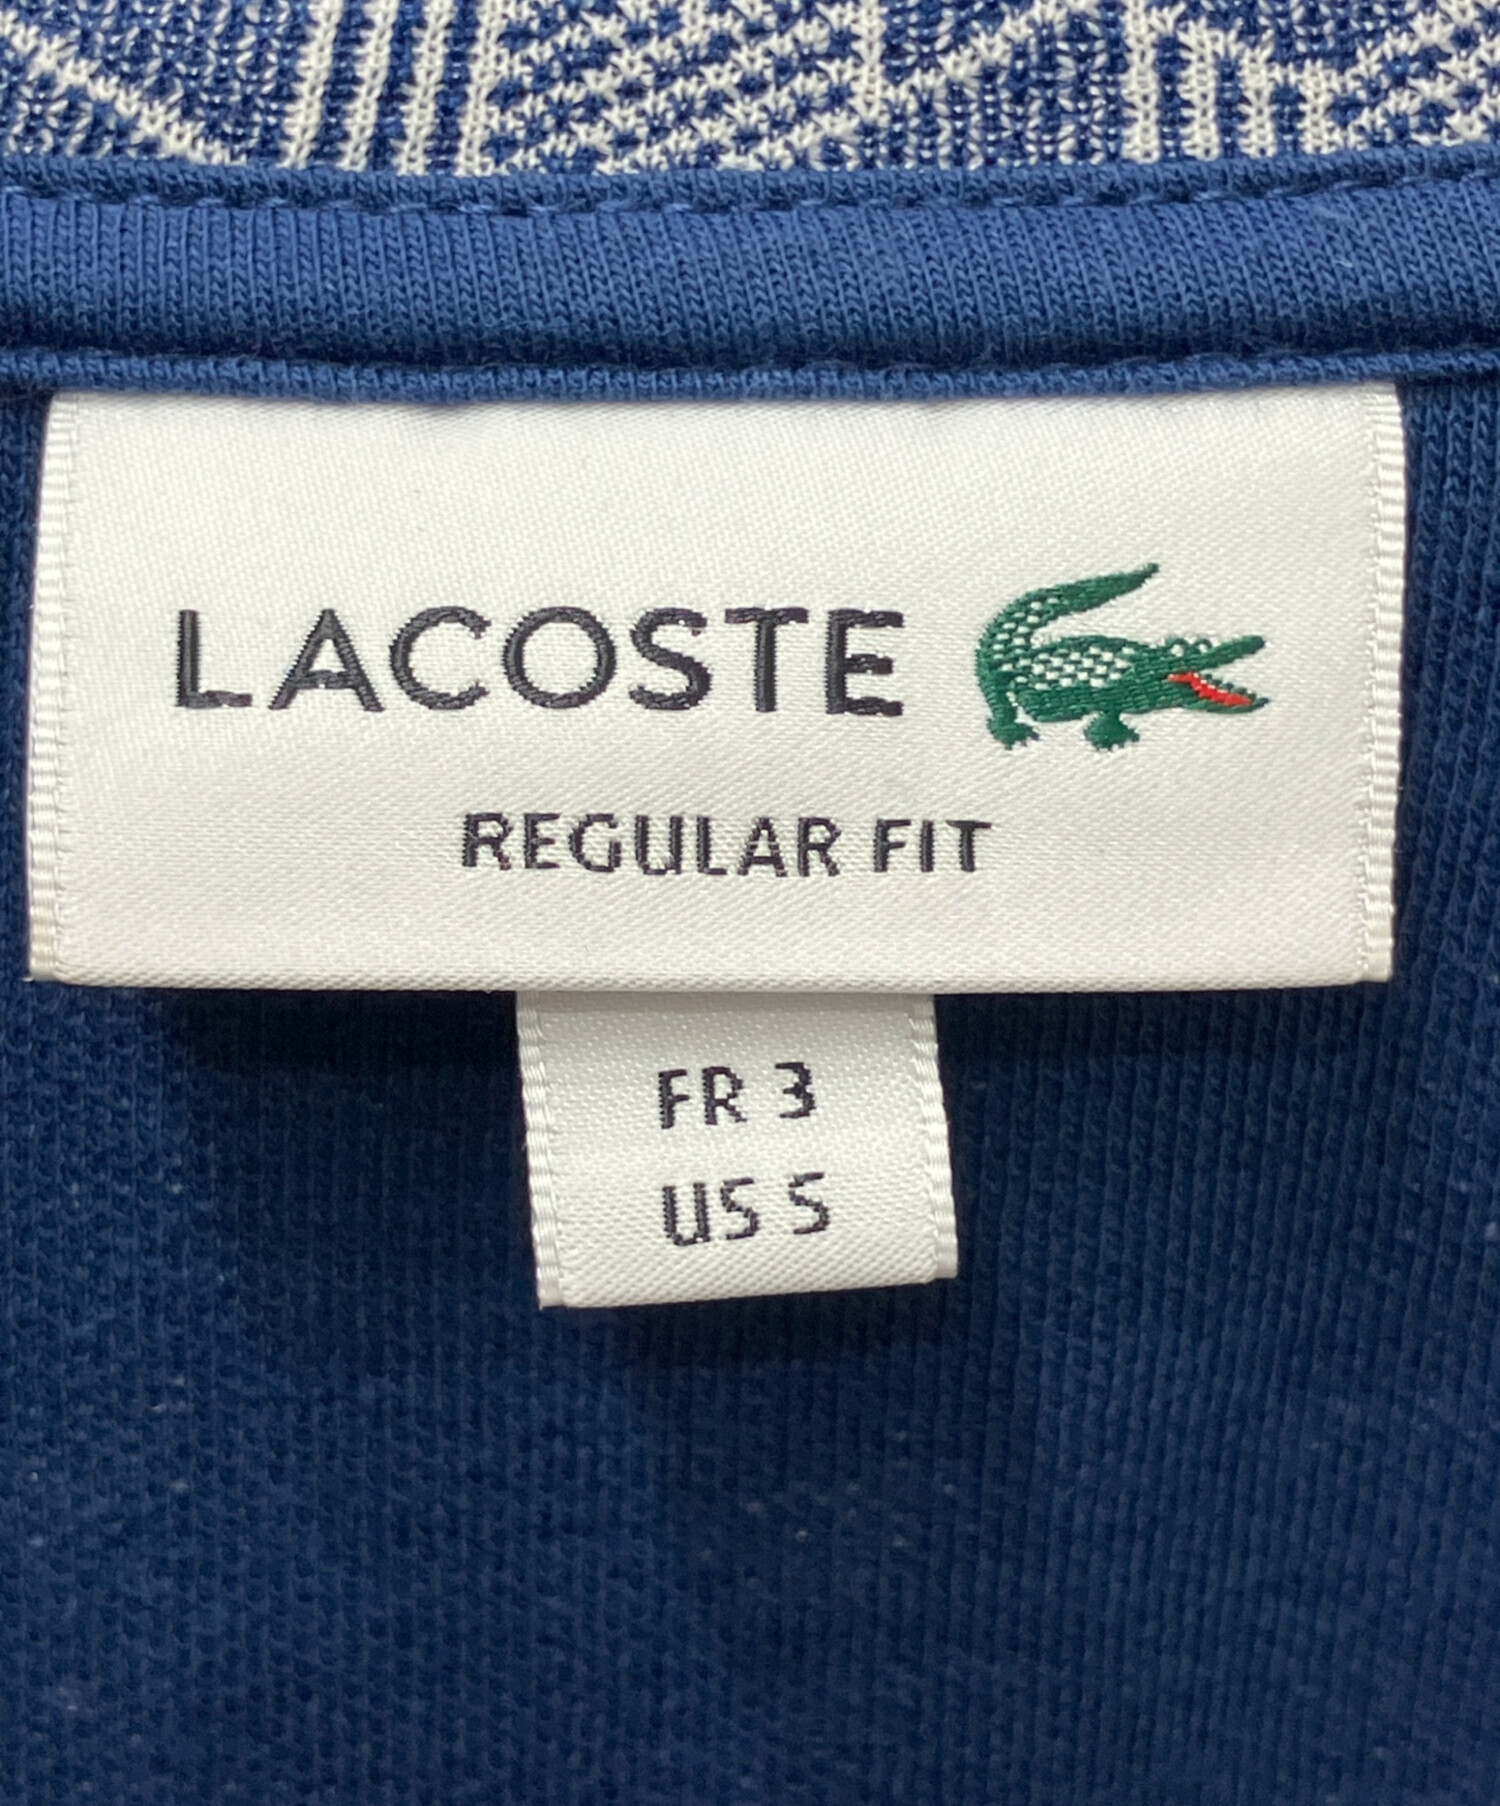 LACOSTE
REGULAR FIT
FR 3
US S